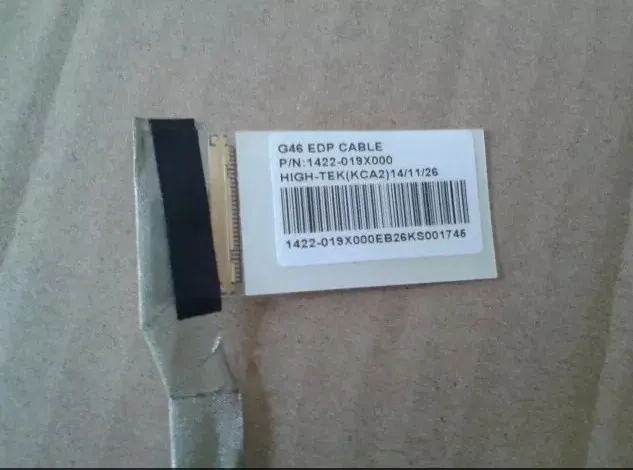 G46 EDP CABLE
P/N:1422-019X000
HIGH-TEK(KCA2)14/11/26
1422-019X000EB26KS001745